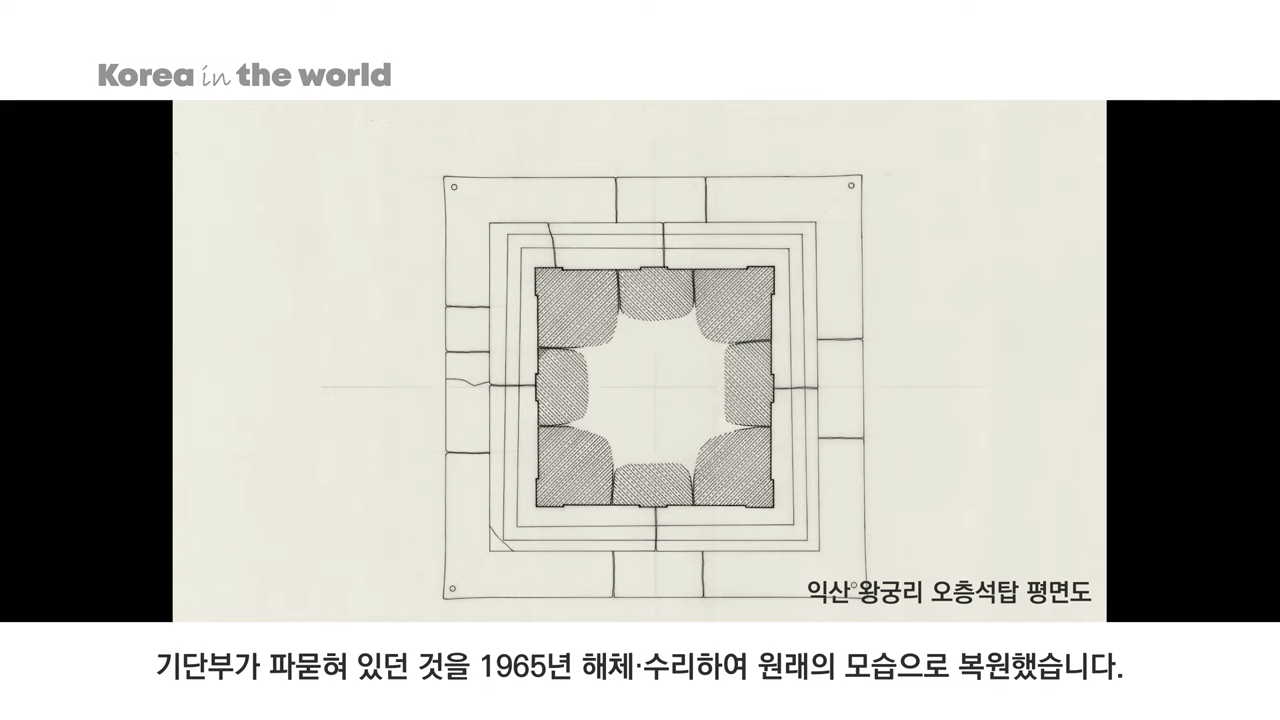 Korea in the world
익산 왕궁리 오층석탑 평면도
기단부가 파묻혀 있던 것을 1965년 해체·수리하여 원래의 모습으로 복원했습니다.